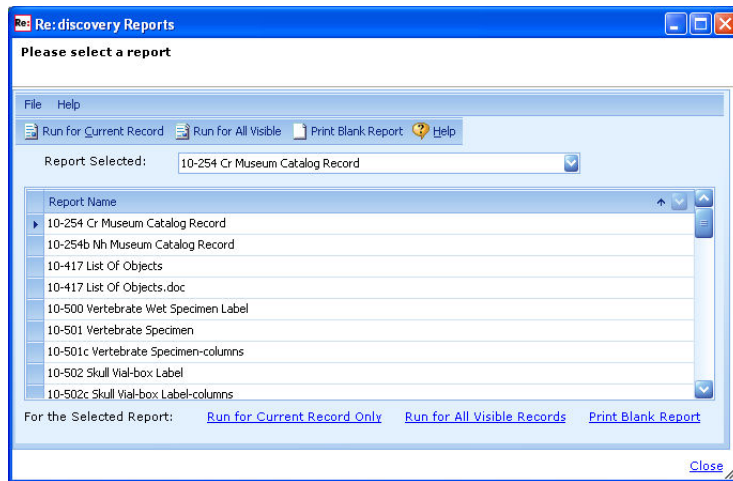 Re: Re:discovery Reports
Please select a report
File Help
Run for Current Record Run for All Visible Print Blank Report Help
Report Selected: 10-254 Cr Museum Catalog Record
Report Name
10-254 Cr Museum Catalog Record
10-254b Nh Museum Catalog Record
10-417 List Of Objects
10-417 List Of Objects.doc
10-500 Vertebrate Wet Specimen Label
10-501 Vertebrate Specimen
10-501c Vertebrate Specimen-columns
10-502 Skull Vial-box Label
10-502c Skull Vial-box Label-columns
For the Selected Report: Run for Current Record Only Run for All Visible Records Print Blank Report
Close